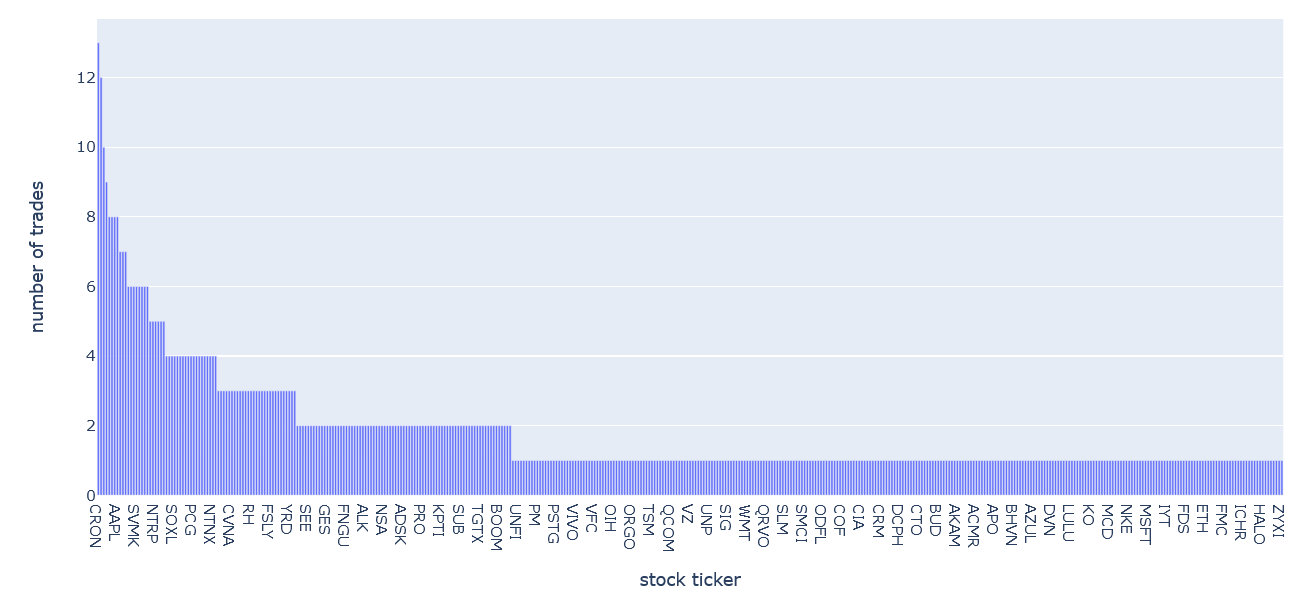 number of trades
12
10
8
6
4
2
0
CRON
AAPL
SVMK
NTRP
SOXL
PCG
NTNX
CVNA
RH
FSLY
YRD
SEE
GES
FNGU
ALK
NSA
ADSK
PRO
KPTI
SUB
TGTX
BOOM
UNFI
PM
PSTG
VIVO
VFC
OIH
ORGO
TSM
QCOM
VZ
UNP
SIG
WMT
QRVO
SLM
SMCI
ODFL
COF
CIA
CRM
DCPH
CTO
BUD
AKAM
ACMR
APO
BHVN
AZUL
DVN
LULU
KO
MCD
NKE
MSFT
IYT
FDS
ETH
FMC
ICHR
HALO
ZYXI
stock ticker